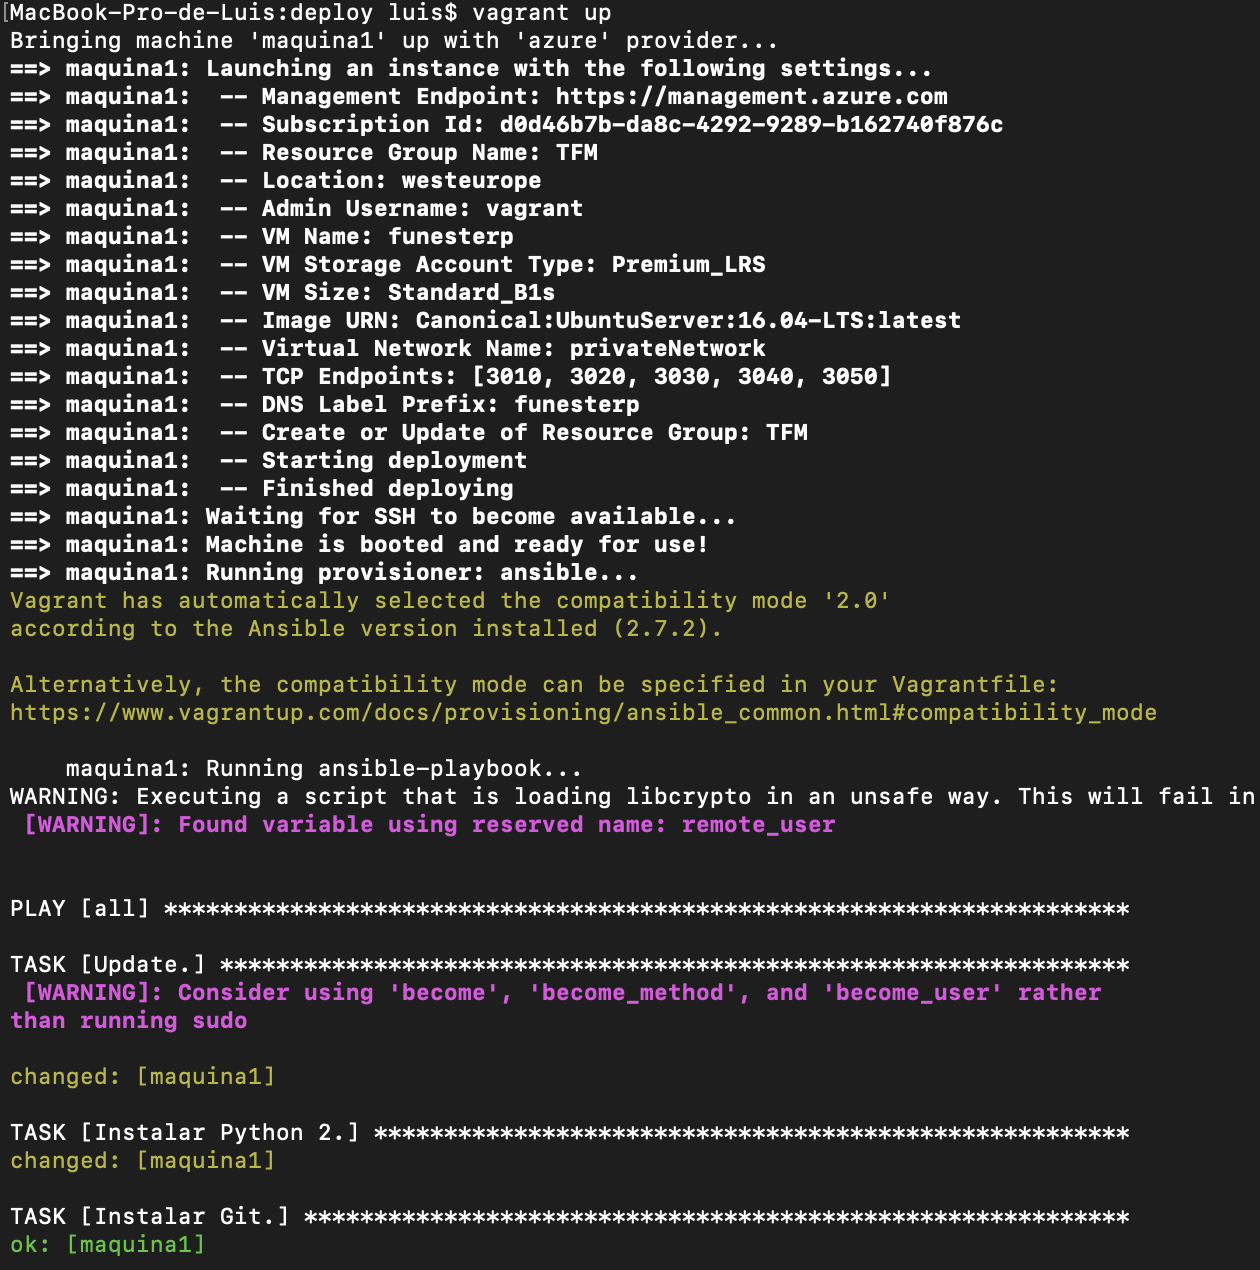 [MacBook-Pro-de-Luis:deploy luis$ vagrant up
Bringing machine 'maquina1' up with 'azure' provider...
==> maquina1: Launching an instance with the following settings...
==> maquina1:  -- Management Endpoint: https://management.azure.com
==> maquina1:  -- Subscription Id: d0d46b7b-da8c-4292-9289-b162740f876c
==> maquina1:  -- Resource Group Name: TFM
==> maquina1:  -- Location: westeurope
==> maquina1:  -- Admin Username: vagrant
==> maquina1:  -- VM Name: funesterp
==> maquina1:  -- VM Storage Account Type: Premium_LRS
==> maquina1:  -- VM Size: Standard_B1s
==> maquina1:  -- Image URN: Canonical:UbuntuServer:16.04-LTS:latest
==> maquina1:  -- Virtual Network Name: privateNetwork
==> maquina1:  -- TCP Endpoints: [3010, 3020, 3030, 3040, 3050]
==> maquina1:  -- DNS Label Prefix: funesterp
==> maquina1:  -- Create or Update of Resource Group: TFM
==> maquina1:  -- Starting deployment
==> maquina1:  -- Finished deploying
==> maquina1: Waiting for SSH to become available...
==> maquina1: Machine is booted and ready for use!
==> maquina1: Running provisioner: ansible...
Vagrant has automatically selected the compatibility mode '2.0'
according to the Ansible version installed (2.7.2).

Alternatively, the compatibility mode can be specified in your Vagrantfile:
https://www.vagrantup.com/docs/provisioning/ansible_common.html#compatibility_mode

    maquina1: Running ansible-playbook...
WARNING: Executing a script that is loading libcrypto in an unsafe way. This will fail in
 [WARNING]: Found variable using reserved name: remote_user

PLAY [all] *********************************************************************

TASK [Update.] *****************************************************************
 [WARNING]: Consider using 'become', 'become_method', and 'become_user' rather
than running sudo

changed: [maquina1]

TASK [Instalar Python 2.] ******************************************************
changed: [maquina1]

TASK [Instalar Git.] ***********************************************************
ok: [maquina1]